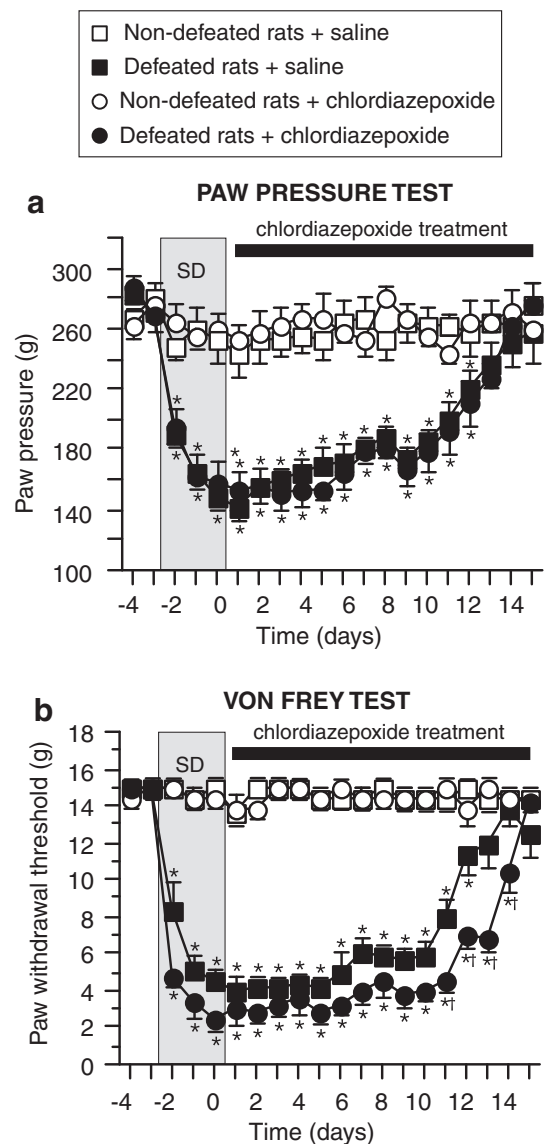 Non-defeated rats + saline
Defeated rats + saline
Non-defeated rats + chlordiazepoxide
Defeated rats + chlordiazepoxide
a
PAW PRESSURE TEST
chlordiazepoxide treatment
SD
Paw pressure (g)
300
260
220
180
140
100
* * * * * * * * * * * * * *
* * * * * * * * * * * * * *
-4 -2 0 2 4 6 8 10 12 14
Time (days)
b
VON FREY TEST
chlordiazepoxide treatment
SD
Paw withdrawal threshold (g)
18
16
14
12
10
8
6
4
2
0
* * * * * * * * * * * * * *
* * * * * * * * * * * * * *† *† *† *†
-4 -2 0 2 4 6 8 10 12 14
Time (days)